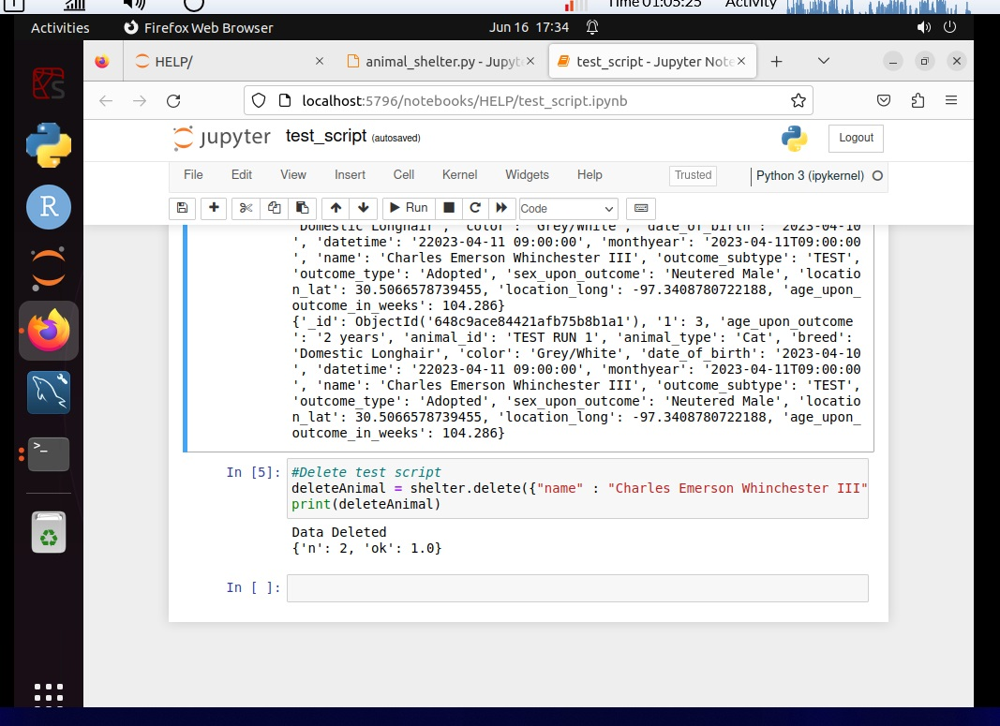 Time 01:05:25 Activity
Activities Firefox Web Browser Jun 16 17:34
HELP/ animal_shelter.py - Jupyt test_script - Jupyter Note
localhost:5796/notebooks/HELP/test_script.ipynb
jupyter test_script (autosaved) Logout
File Edit View Insert Cell Kernel Widgets Help Trusted Python 3 (ipykernel)
Run Code
'Domestic Longhair', 'color': 'Grey/White', 'date_of_birth': '2023-04-10
', 'datetime': '22023-04-11 09:00:00', 'monthyear': '2023-04-11T09:00:00
', 'name': 'Charles Emerson Whinchester III', 'outcome_subtype': 'TEST',
'outcome_type': 'Adopted', 'sex_upon_outcome': 'Neutered Male', 'locatio
n_lat': 30.5066578739455, 'location_long': -97.3408780722188, 'age_upon_
outcome_in_weeks': 104.286}
{'_id': ObjectId('648c9ace84421afb75b8b1a1'), '1': 3, 'age_upon_outcome
': '2 years', 'animal_id': 'TEST RUN 1', 'animal_type': 'Cat', 'breed':
'Domestic Longhair', 'color': 'Grey/White', 'date_of_birth': '2023-04-10
', 'datetime': '22023-04-11 09:00:00', 'monthyear': '2023-04-11T09:00:00
', 'name': 'Charles Emerson Whinchester III', 'outcome_subtype': 'TEST',
'outcome_type': 'Adopted', 'sex_upon_outcome': 'Neutered Male', 'locatio
n_lat': 30.5066578739455, 'location_long': -97.3408780722188, 'age_upon_
outcome_in_weeks': 104.286}
In [5]: #Delete test script
deleteAnimal = shelter.delete({"name" : "Charles Emerson Whinchester III"
print(deleteAnimal)
Data Deleted
{'n': 2, 'ok': 1.0}
In [ ]: